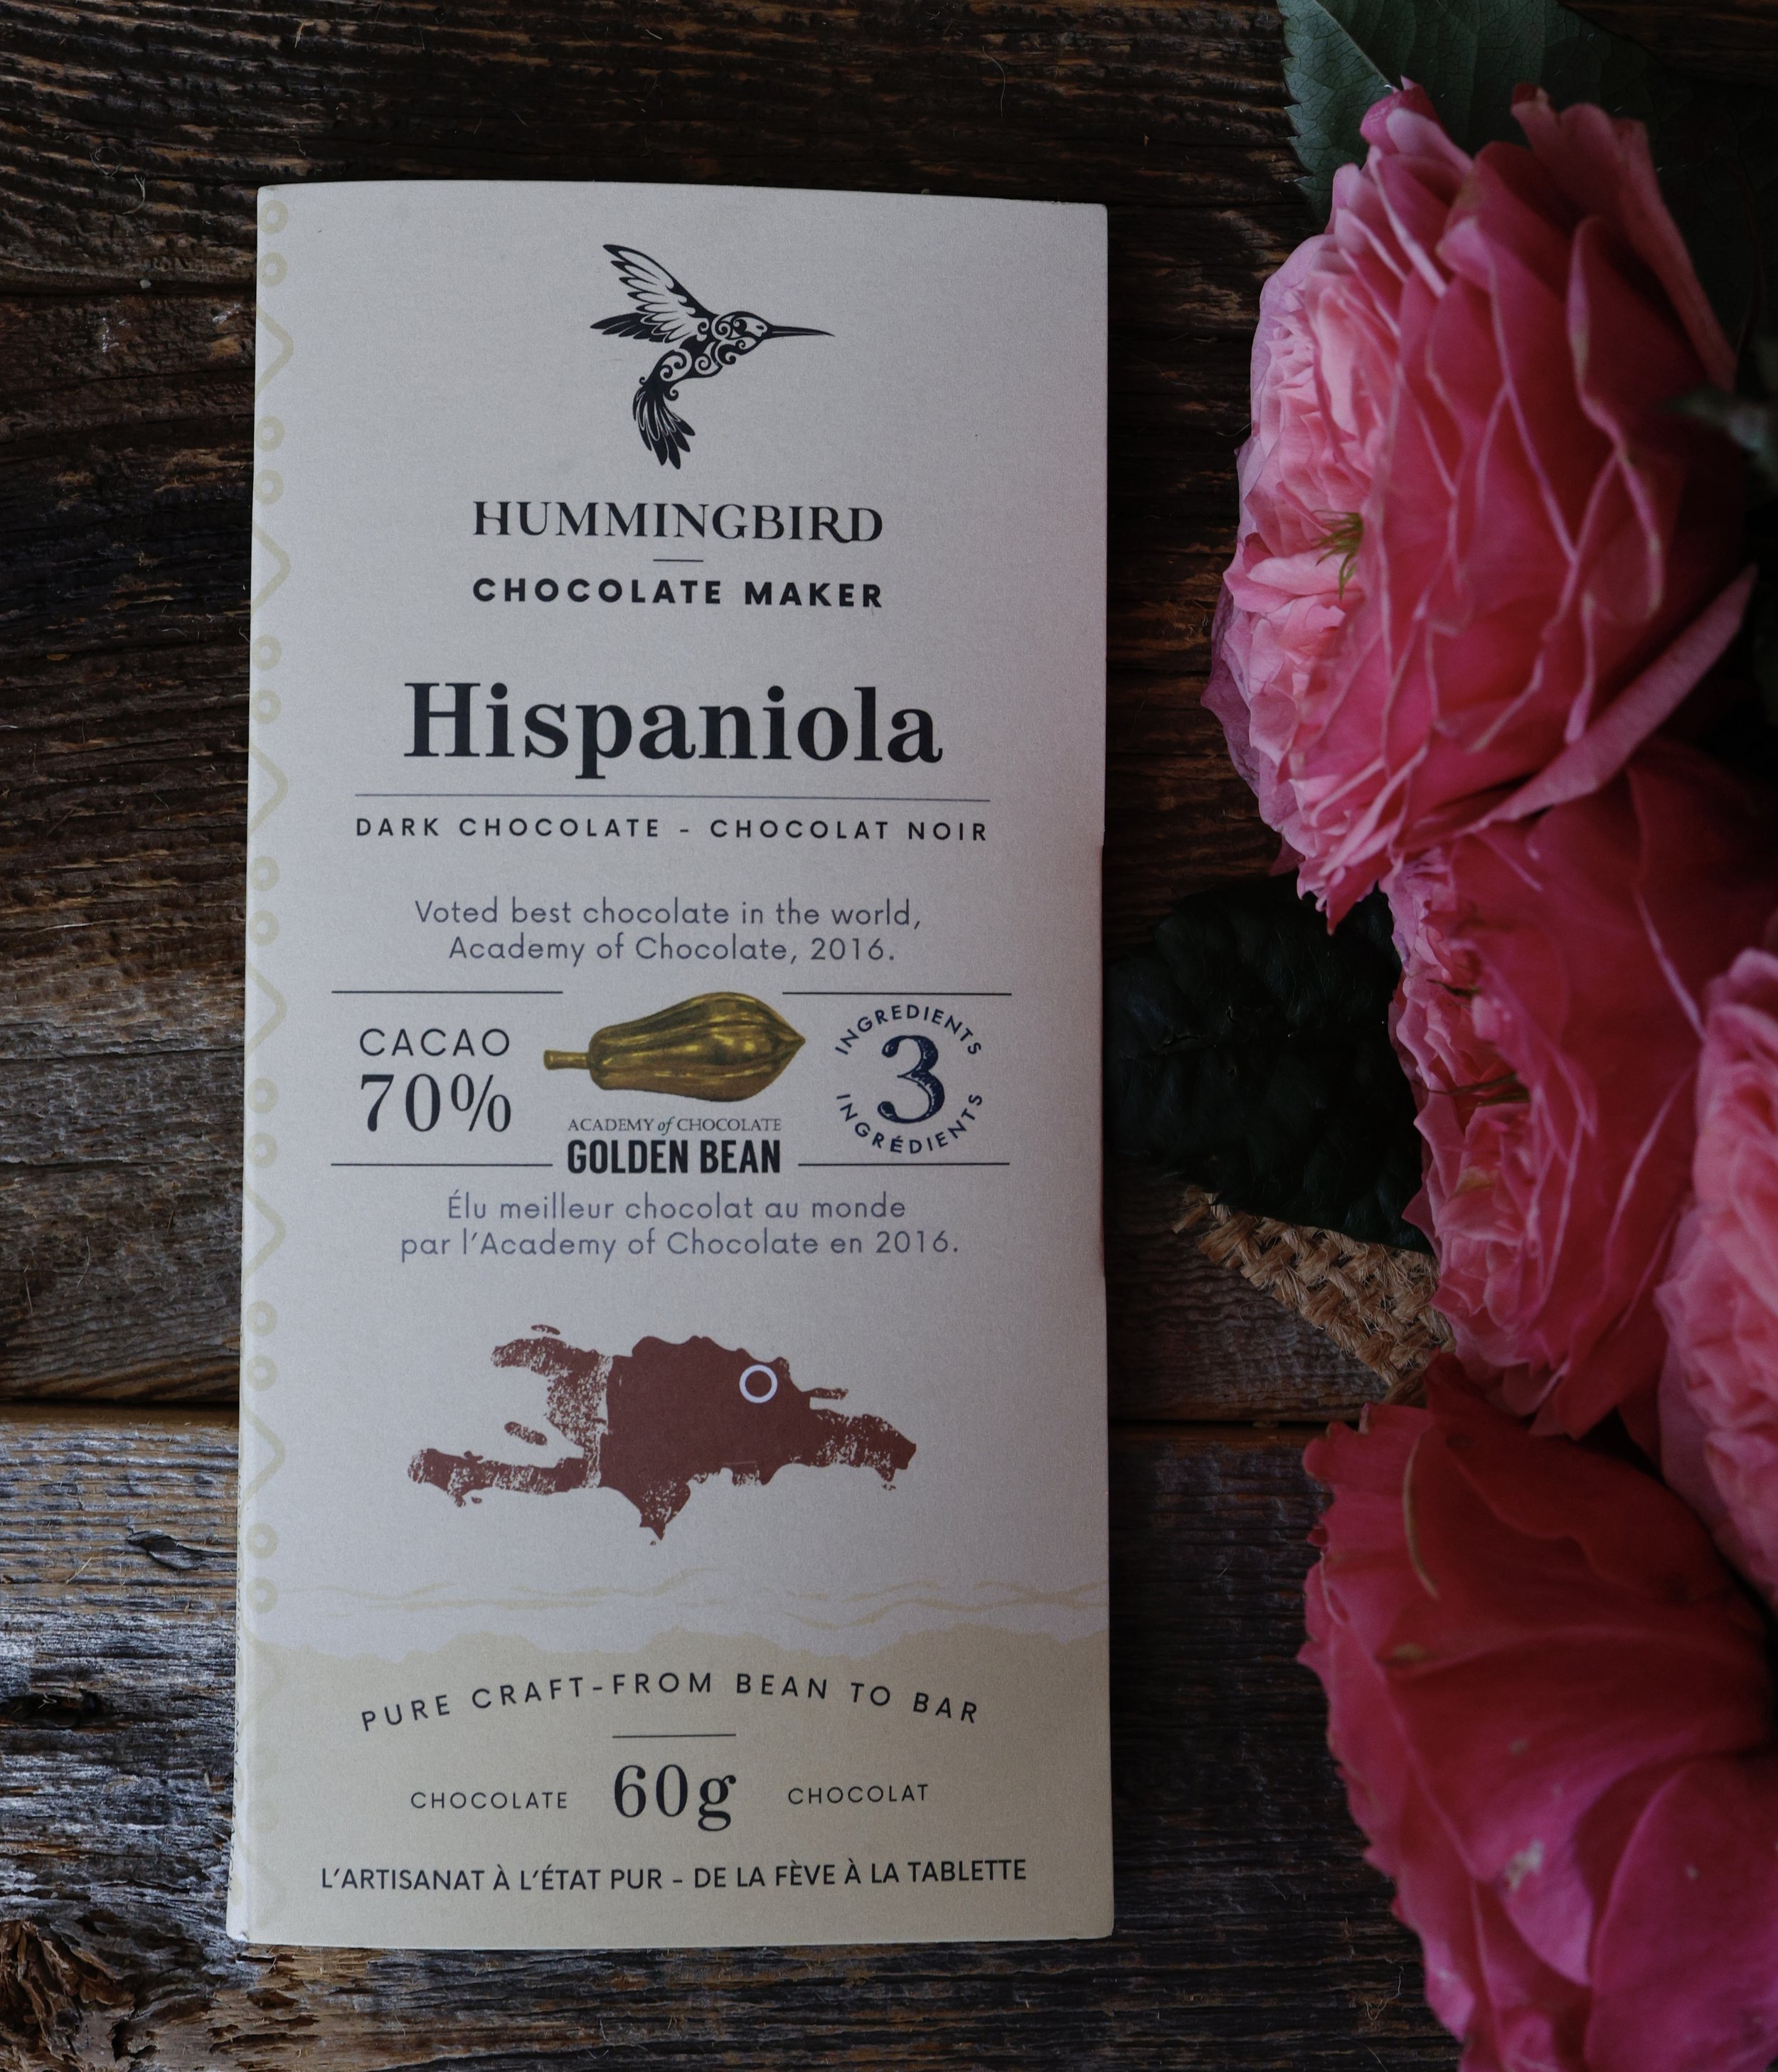 HUMMINGBIRD
CHOCOLATE MAKER
Hispaniola
DARK CHOCOLATE - CHOCOLAT NOIR
Voted best chocolate in the world,
Academy of Chocolate, 2016.
CACAO
70%
ACADEMY of CHOCOLATE
GOLDEN BEAN
INGREDIENTS
3
INGRÉDIENTS
Élu meilleur chocolat au monde
par l'Academy of Chocolate en 2016.
PURE CRAFT-FROM BEAN TO BAR
CHOCOLATE 60g CHOCOLAT
L'ARTISANAT À L'ÉTAT PUR - DE LA FÈVE À LA TABLETTE